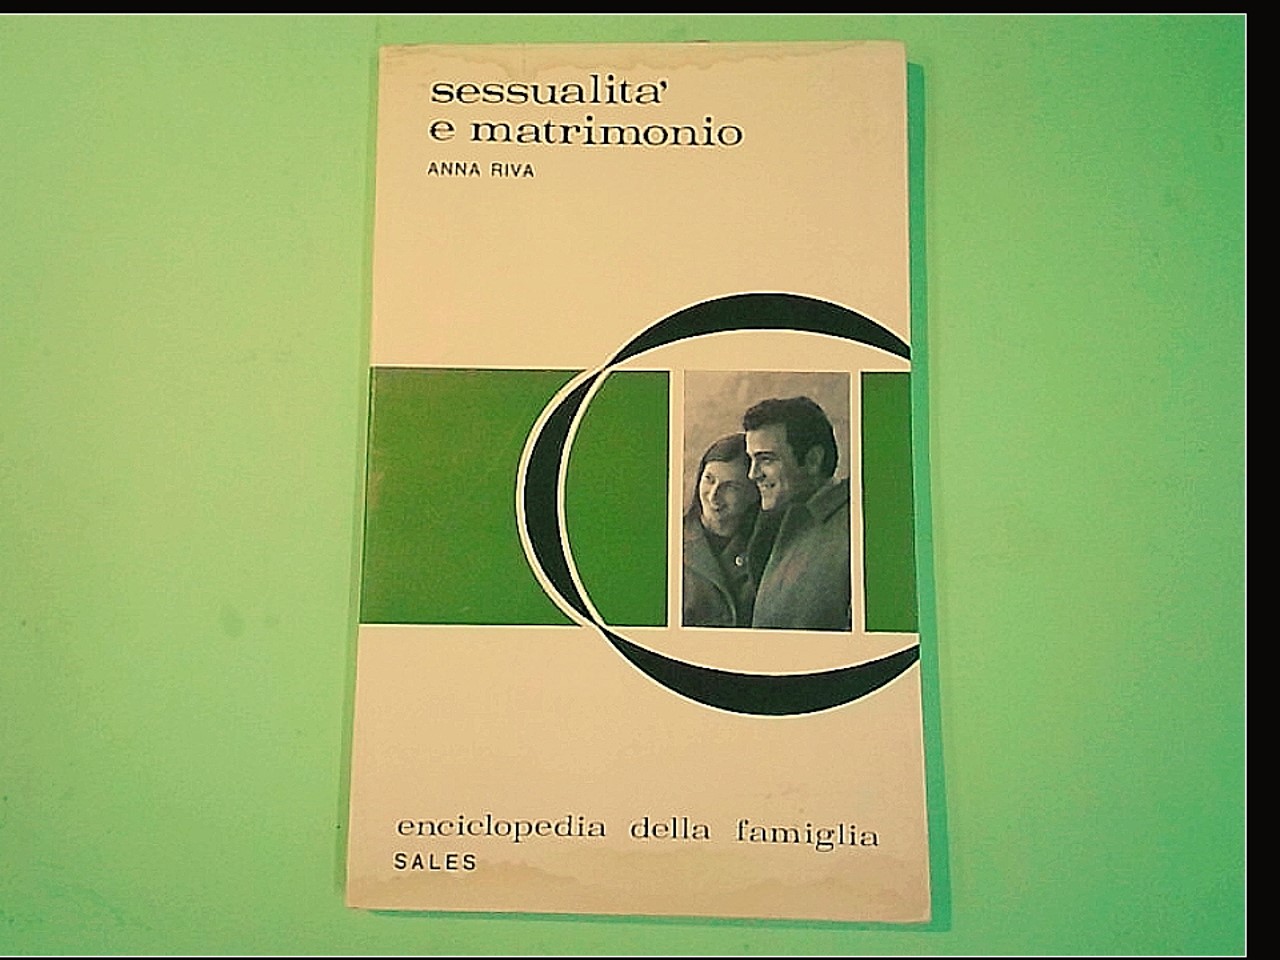 sessualita'
e matrimonio
ANNA RIVA
enciclopedia della famiglia
SALES